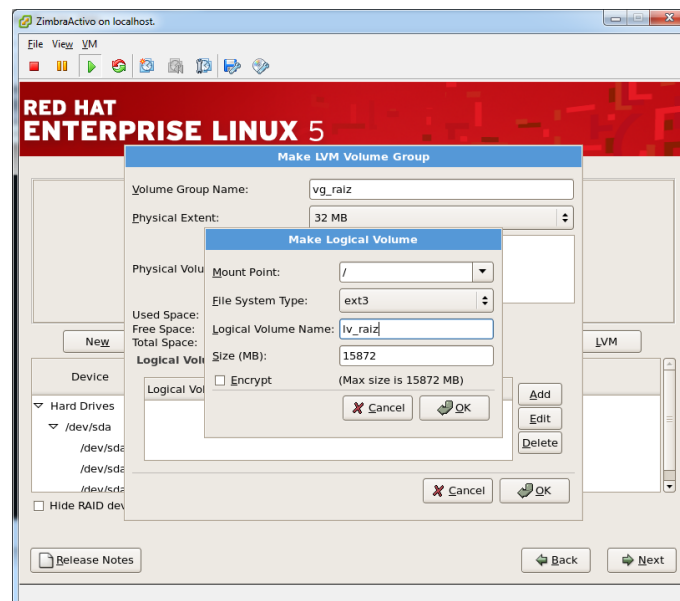 ZimbraActivo on localhost.
File View VM
RED HAT
ENTERPRISE LINUX 5
Make LVM Volume Group
Volume Group Name: vg_raiz
Physical Extent: 32 MB
Make Logical Volume
Physical Volu
Mount Point: /
File System Type: ext3
Used Space:
Free Space:
Logical Volume Name: lv_raiz
Total Space:
New
LVM
Logical Volu
Size (MB): 15872
Device
Logical Vol
Encrypt (Max size is 15872 MB)
Add
Hard Drives
Cancel OK
Edit
/dev/sda
Delete
/dev/sda
/dev/sda
/dev/sda
Cancel OK
Hide RAID dev
Release Notes
Back Next